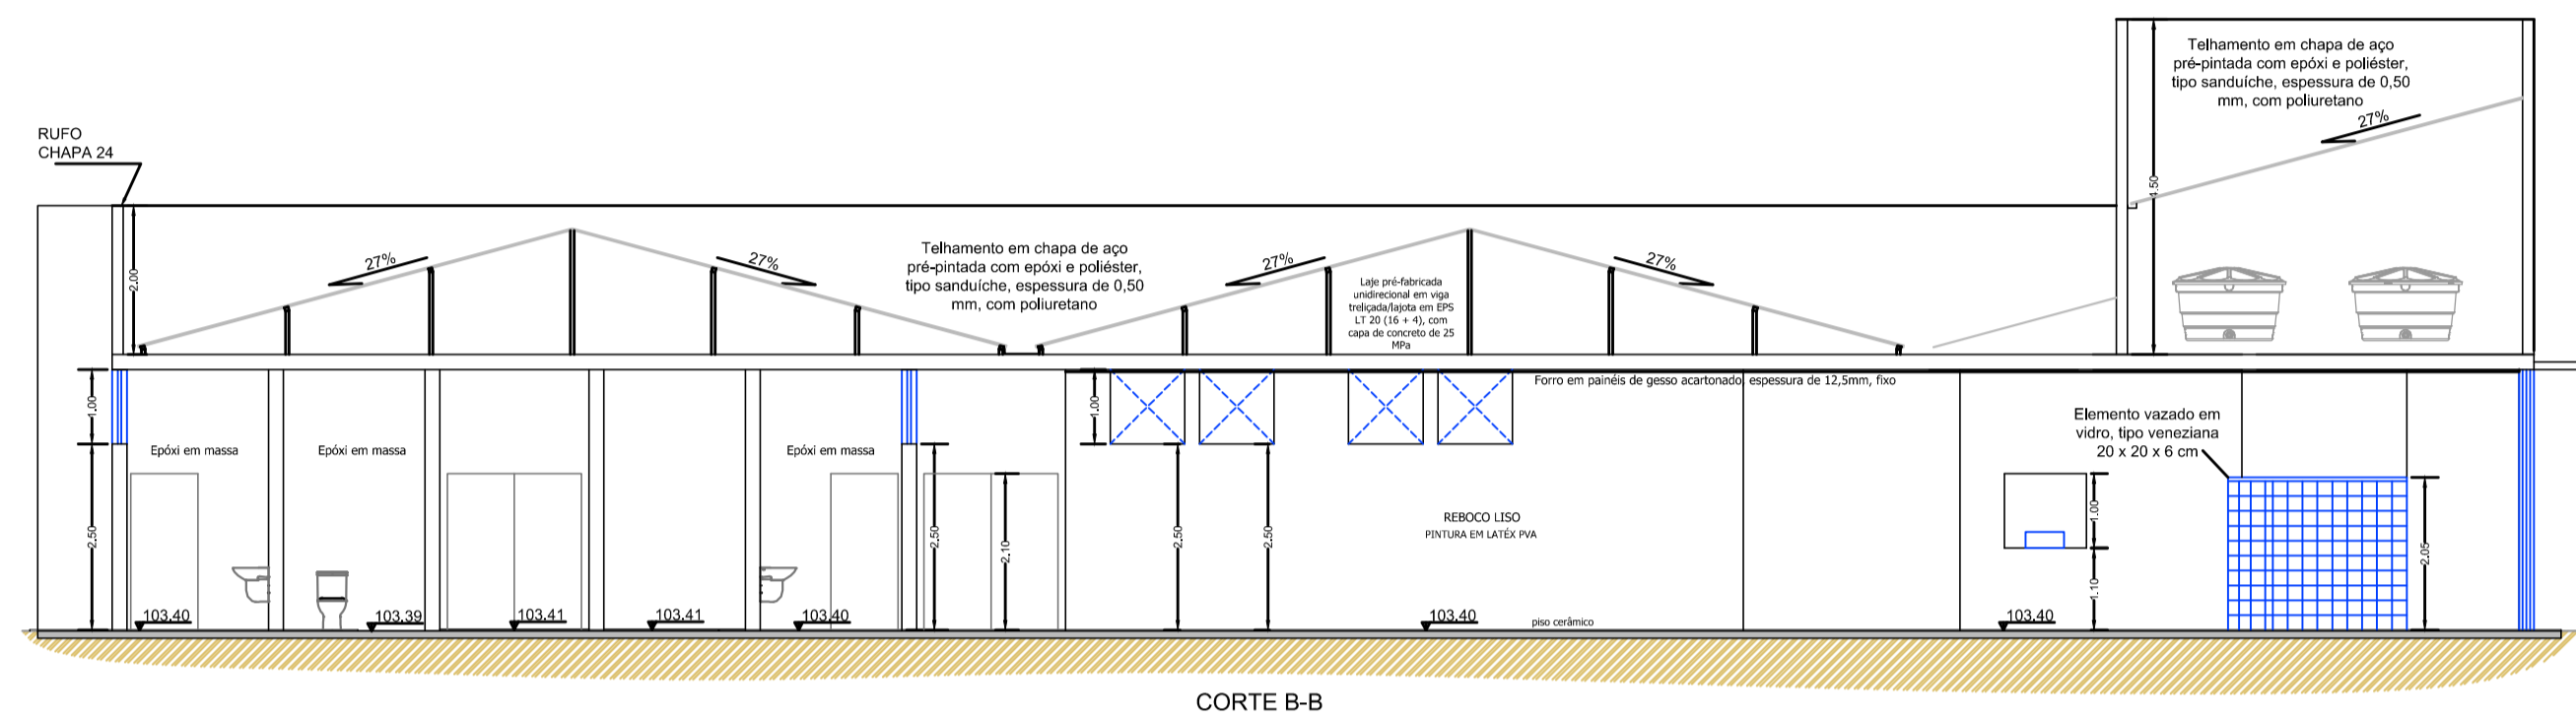 Telhamento em chapa de aço
pré-pintada com epóxi e poliéster,
tipo sanduíche, espessura de 0,50
mm, com poliuretano
27%
4.50
RUFO
CHAPA 24
2.00
27%
27%
Telhamento em chapa de aço
pré-pintada com epóxi e poliéster,
tipo sanduíche, espessura de 0,50
mm, com poliuretano
27%
Laje pré-fabricada
unidirecional em viga
treliçada/lajota em EPS
LT 20 (16 + 4), com
capa de concreto de 25
MPa
27%
Forro em painéis de gesso acartonado, espessura de 12,5mm, fixo
1.00
1.00
Elemento vazado em
vidro, tipo veneziana
20 x 20 x 6 cm
Epóxi em massa
Epóxi em massa
Epóxi em massa
REBOCO LISO
PINTURA EM LATÉX PVA
2.50
2.50
2.10
2.50
2.50
1.00
1.10
2.05
103.40
103.39
103.41
103.41
103.40
103.40
piso cerâmico
103.40
CORTE B-B